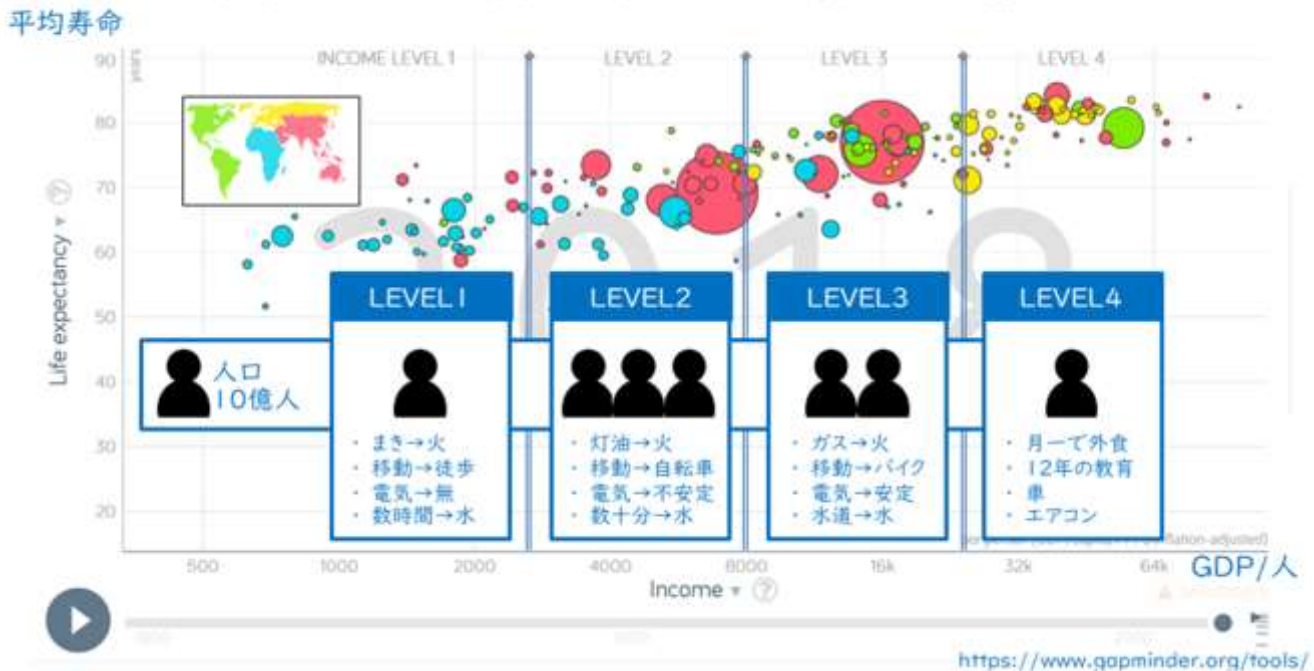 平均寿命
90
years
INCOME LEVEL 1
LEVEL 2
LEVEL 3
LEVEL 4
80
70
60
50
40
30
20
Life expectancy
?
2018
人口
10億人
LEVEL1
・ まき→火
・ 移動→徒歩
・ 電気→無
・ 数時間→水
LEVEL2
・ 灯油→火
・ 移動→自転車
・ 電気→不安定
・ 数十分→水
LEVEL3
・ ガス→火
・ 移動→バイク
・ 電気→安定
・ 水道→水
LEVEL4
・ 月一で外食
・ 12年の教育
・ 車
・ エアコン
500
1000
2000
4000
8000
16k
32k
64k
GDP/人
Income
?
https://www.gapminder.org/tools/